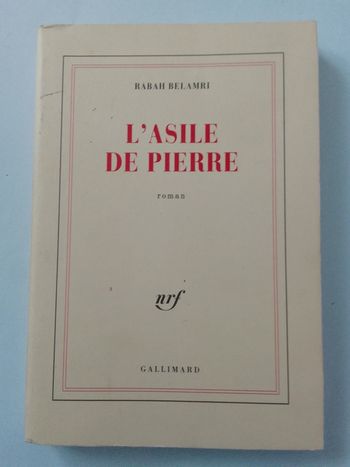 RABAH BELAMRI
L'ASILE
DE PIERRE
roman
nrf
GALLIMARD